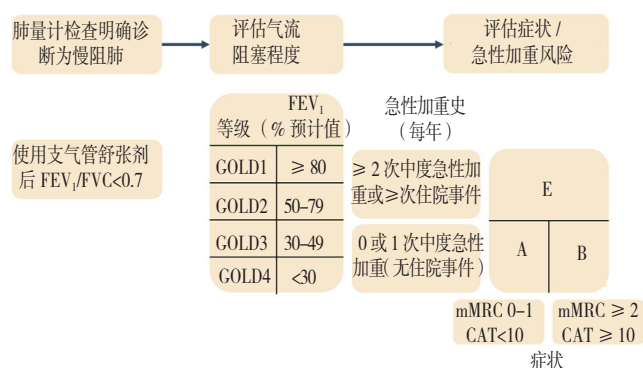 肺量计检查明确诊
断为慢阻肺
评估气流
阻塞程度
评估症状 /
急性加重风险
使用支气管舒张剂
后 FEV₁/FVC<0.7
FEV₁
等级（% 预计值）
GOLD1 ≥ 80
GOLD2 50–79
GOLD3 30–49
GOLD4 <30
急性加重史
（每年）
≥ 2 次中度急性加
重或≥次住院事件
0 或 1 次中度急性
加重（无住院事件）
E
A B
mMRC 0–1
CAT<10
mMRC ≥ 2
CAT ≥ 10
症状